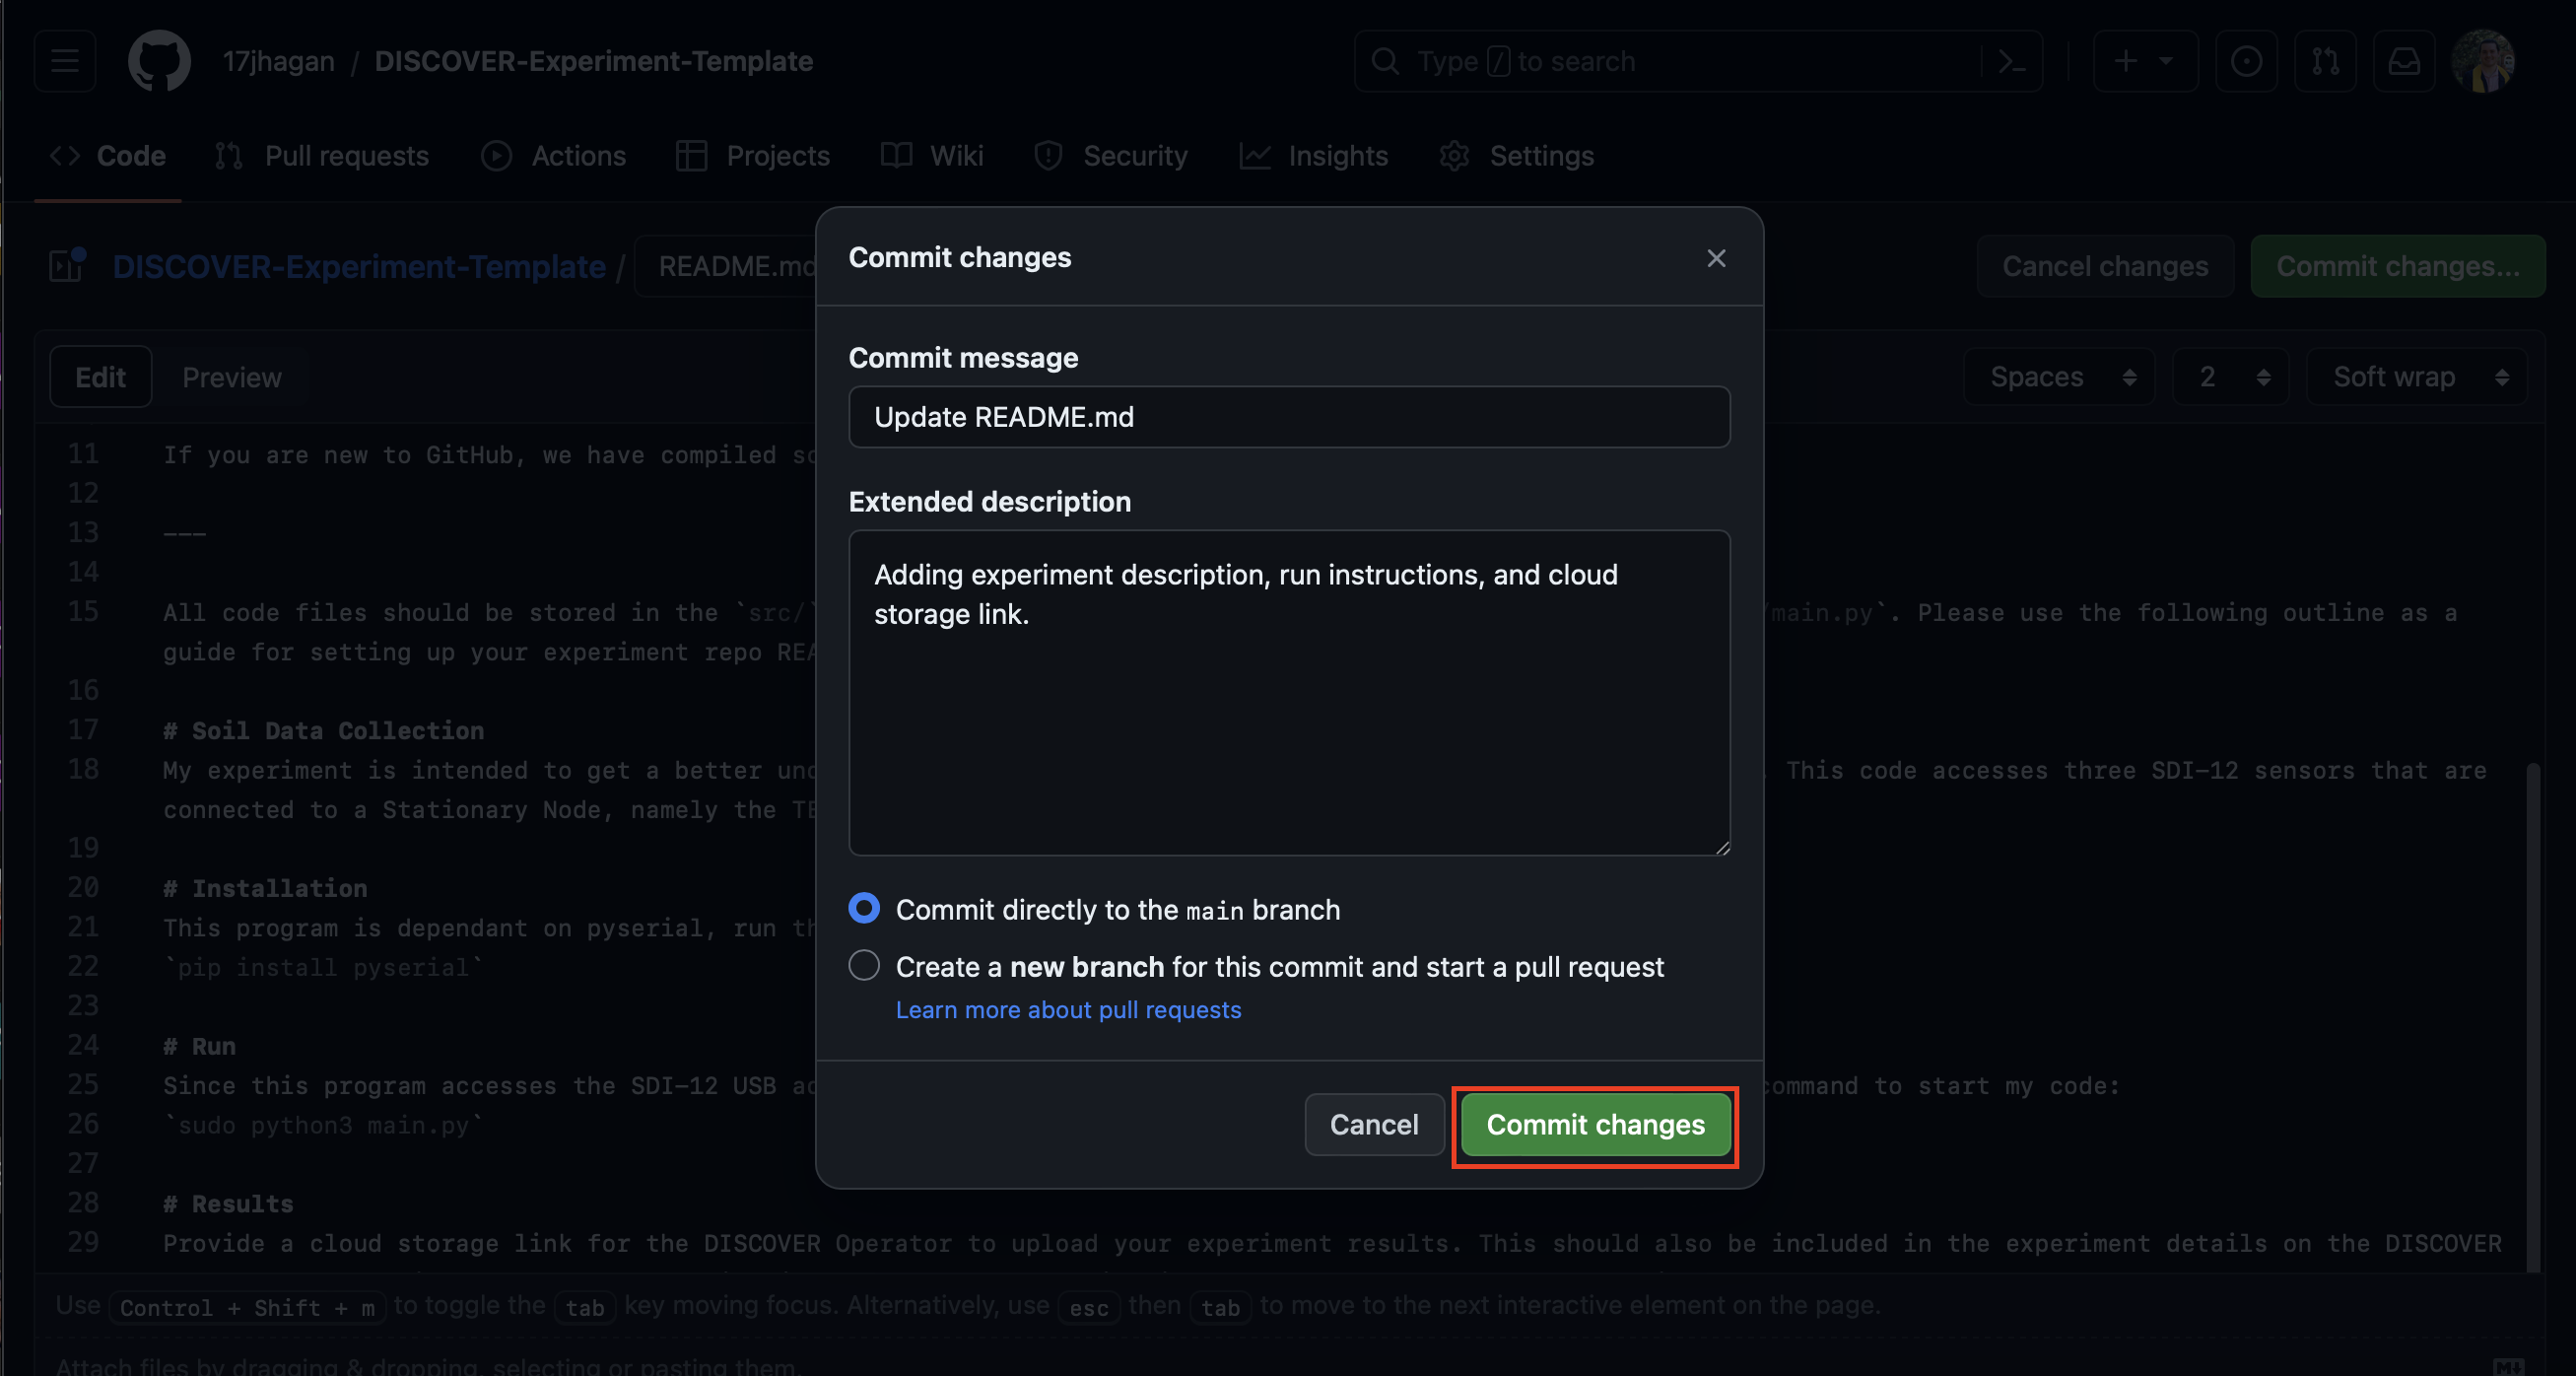 17jhagan / DISCOVER-Experiment-Template
Type / to search
Code Pull requests Actions Projects Wiki Security Insights Settings
DISCOVER-Experiment-Template / README.md
Cancel changes Commit changes...
Edit Preview
Spaces 2 Soft wrap
Commit changes
Commit message
Update README.md
Extended description
Adding experiment description, run instructions, and cloud
storage link.
Commit directly to the main branch
Create a new branch for this commit and start a pull request
Learn more about pull requests
Cancel Commit changes
11 If you are new to GitHub, we have compiled
12
13 ---
14
15 All code files should be stored in the `src/` /main.py`. Please use the following outline as a
guide for setting up your experiment repo
16
17 # Soil Data Collection
18 My experiment is intended to get a better . This code accesses three SDI-12 sensors that are
connected to a Stationary Node, namely the
19
20 # Installation
21 This program is dependant on pyserial, run
22 `pip install pyserial`
23
24 # Run
25 Since this program accesses the SDI-12 USB command to start my code:
26 `sudo python3 main.py`
27
28 # Results
29 Provide a cloud storage link for the DISCOVER Operator to upload your experiment results. This should also be included in the experiment details on the DISCOVER
Use Control + Shift + m to toggle the tab key moving focus. Alternatively, use esc then tab to move to the next interactive element on the page.
Attach files by dragging & dropping, selecting or pasting them.